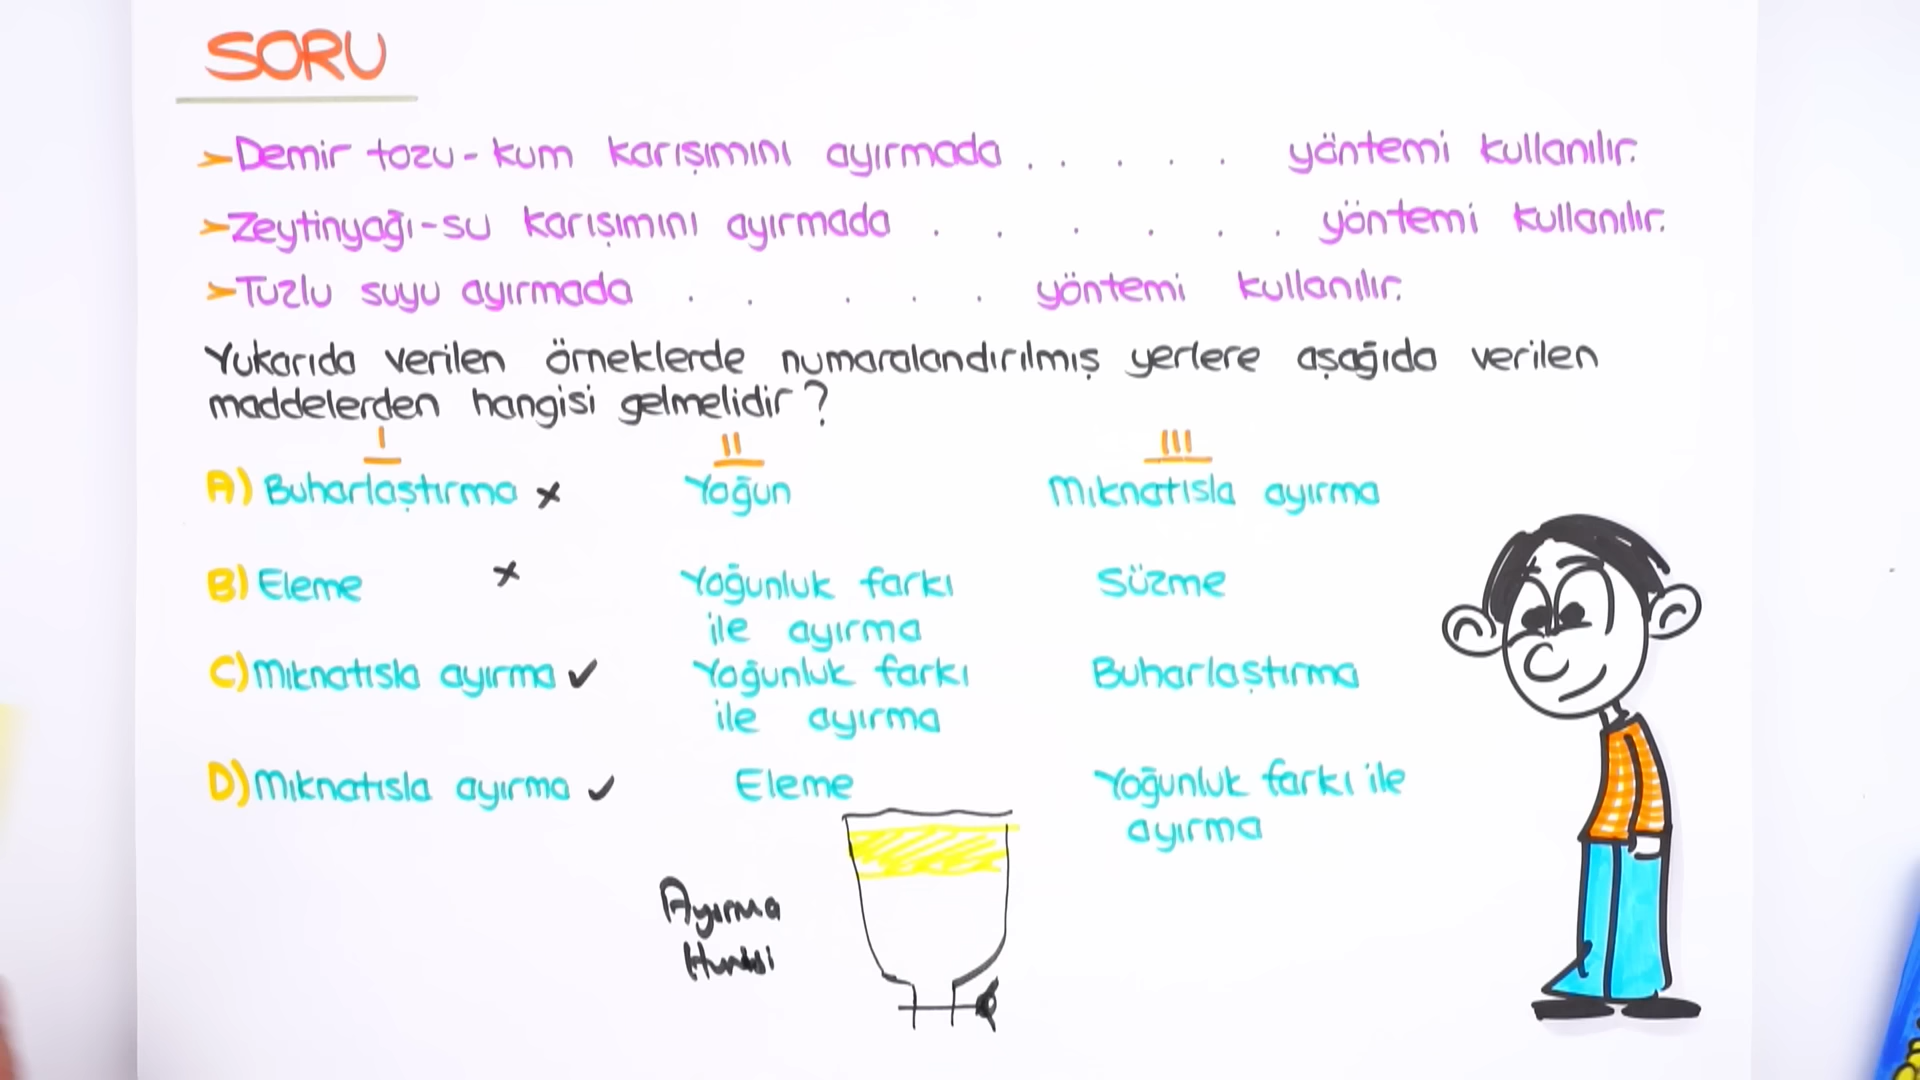 SORU
➤Demir tozu - kum karışımını ayırmada . . . . . yöntemi kullanılır.
➤Zeytinyağı-su karışımını ayırmada . . . . . . yöntemi kullanılır.
➤Tuzlu suyu ayırmada . . . . . yöntemi kullanılır.
Yukarıda verilen örneklerde numaralandırılmış yerlere aşağıda verilen
maddelerden hangisi gelmelidir?
I II III
A) Buharlaştırma ✗ Yoğun Mıknatısla ayırma
B) Eleme ✗ Yoğunluk farkı Süzme
ile ayırma
C) Mıknatısla ayırma ✓ Yoğunluk farkı Buharlaştırma
ile ayırma
D) Mıknatısla ayırma ✓ Eleme Yoğunluk farkı ile
ayırma
Ayırma
Hunisi